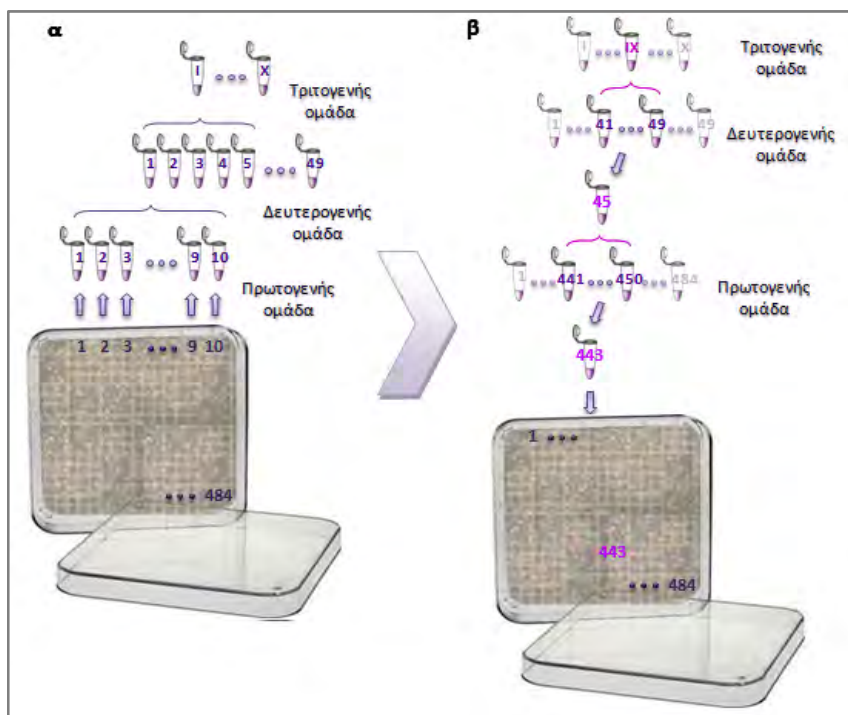 α
I X
Τριτογενής
ομάδα
1 2 3 4 5 49
Δευτερογενής
ομάδα
1 2 3 9 10
Πρωτογενής
ομάδα
1 2 3 9 10
484
β
I IX X
Τριτογενής
ομάδα
1 41 49 49
Δευτερογενής
ομάδα
45
1 441 450 484
Πρωτογενής
ομάδα
443
1
443
484